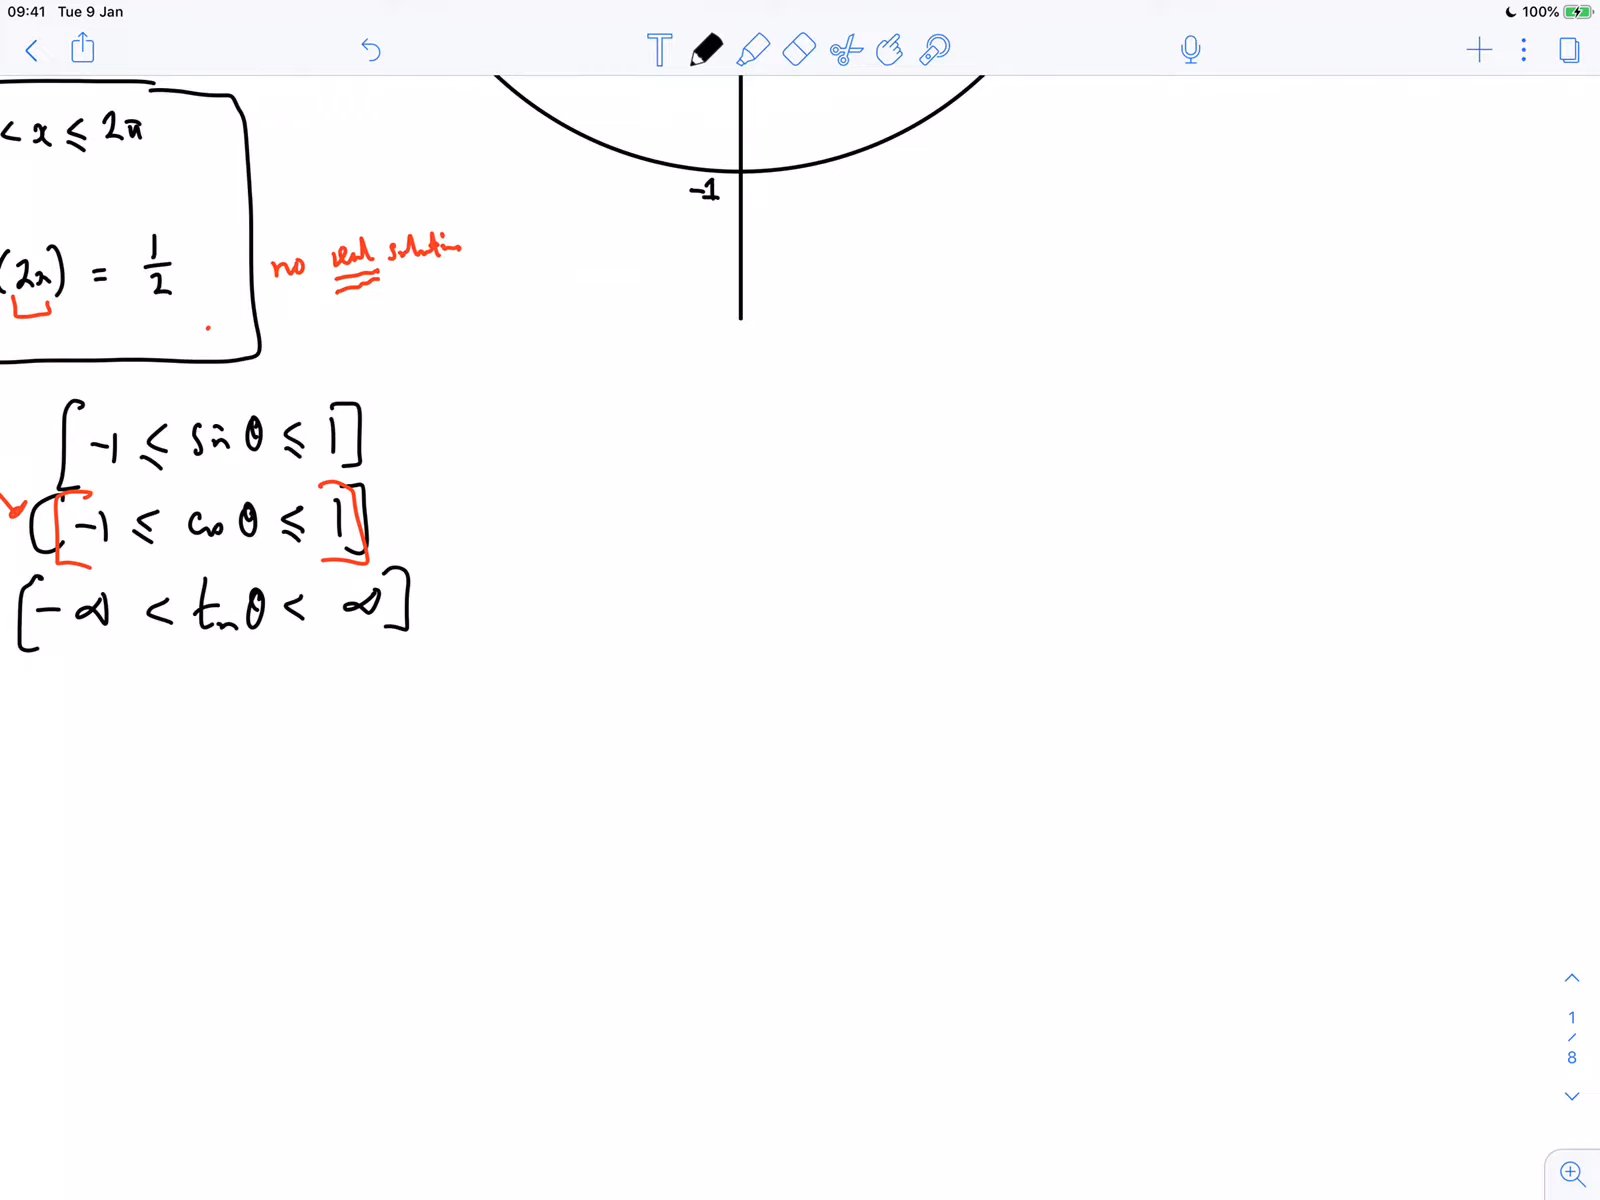 09:41 Tue 9 Jan
100%
T
< x ≤ 2π
-1
(2x) = 1/2
no real solution
[-1 ≤ sin θ ≤ 1]
[-1 ≤ cos θ ≤ 1]
[-∞ < tan θ < ∞]
1
/
8